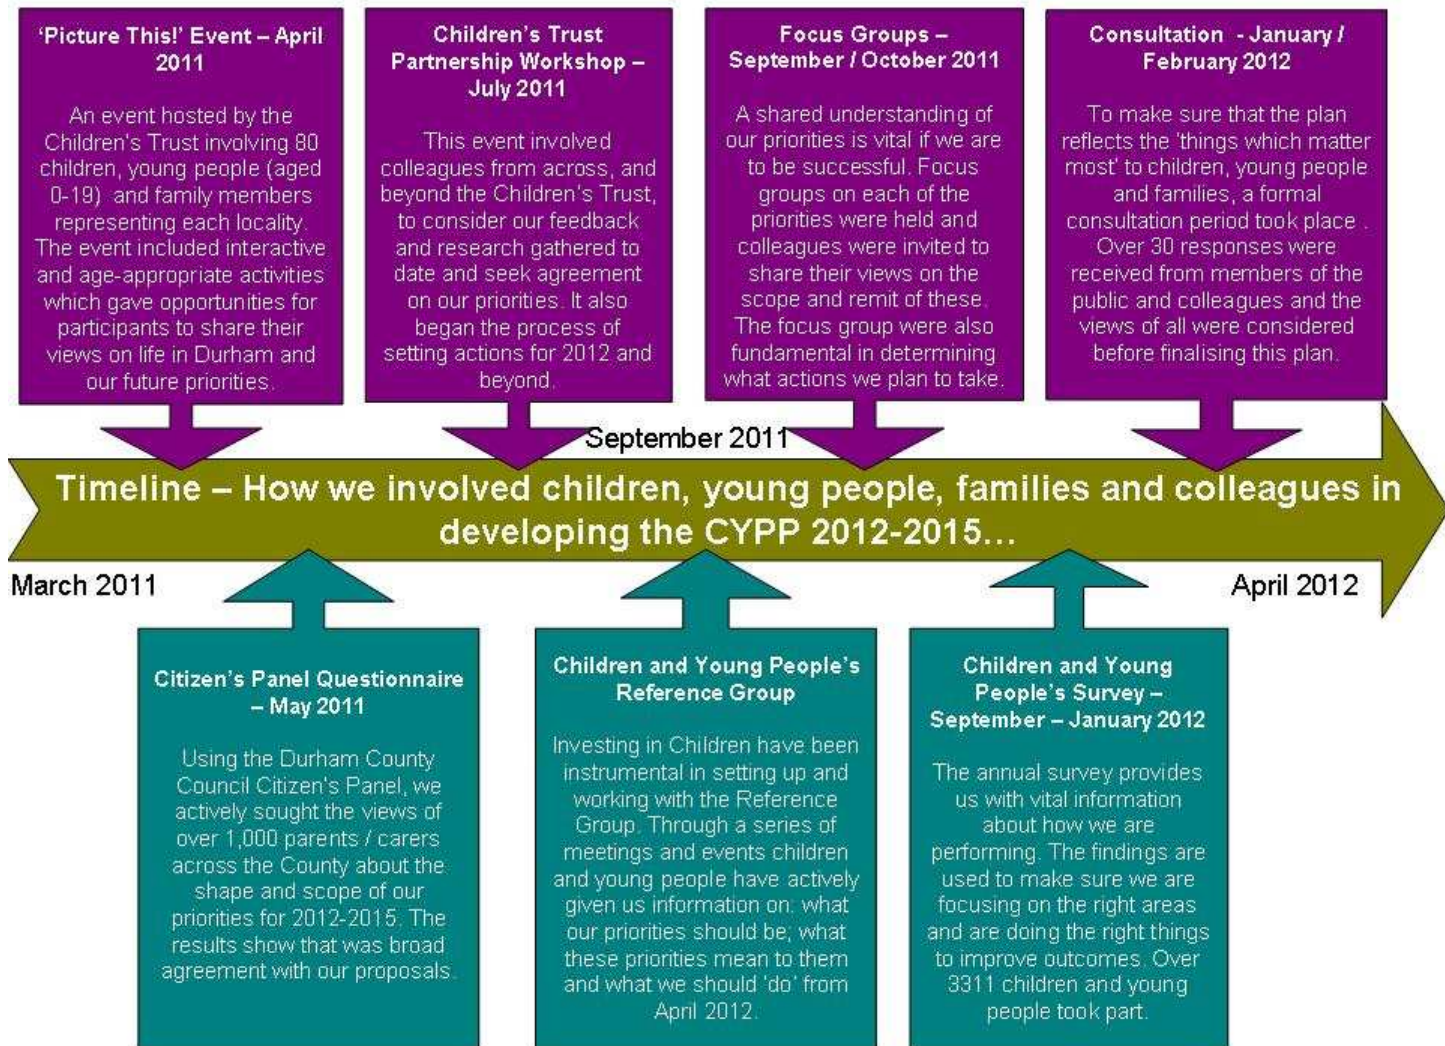 ‘Picture This!’ Event – April
2011
An event hosted by the
Children’s Trust involving 80
children, young people (aged
0-19) and family members
representing each locality.
The event included interactive
and age-appropriate activities
which gave opportunities for
participants to share their
views on life in Durham and
our future priorities.
Children’s Trust
Partnership Workshop –
July 2011
This event involved
colleagues from across, and
beyond the Children’s Trust,
to consider our feedback
and research gathered to
date and seek agreement
on our priorities. It also
began the process of
setting actions for 2012 and
beyond.
Focus Groups –
September / October 2011
A shared understanding of
our priorities is vital if we are
to be successful. Focus
groups on each of the
priorities were held and
colleagues were invited to
share their views on the
scope and remit of these.
The focus group were also
fundamental in determining
what actions we plan to take.
Consultation - January /
February 2012
To make sure that the plan
reflects the ‘things which matter
most’ to children, young people
and families, a formal
consultation period took place .
Over 30 responses were
received from members of the
public and colleagues and the
views of all were considered
before finalising this plan.
September 2011
Timeline – How we involved children, young people, families and colleagues in
developing the CYPP 2012-2015…
March 2011
April 2012
Citizen’s Panel Questionnaire
– May 2011
Using the Durham County
Council Citizen’s Panel, we
actively sought the views of
over 1,000 parents / carers
across the County about the
shape and scope of our
priorities for 2012-2015. The
results show that was broad
agreement with our proposals.
Children and Young People’s
Reference Group
Investing in Children have been
instrumental in setting up and
working with the Reference
Group. Through a series of
meetings and events children
and young people have actively
given us information on: what
our priorities should be; what
these priorities mean to them
and what we should ‘do’ from
April 2012.
Children and Young
People’s Survey –
September – January 2012
The annual survey provides
us with vital information
about how we are
performing. The findings are
used to make sure we are
focusing on the right areas
and are doing the right things
to improve outcomes. Over
3311 children and young
people took part.